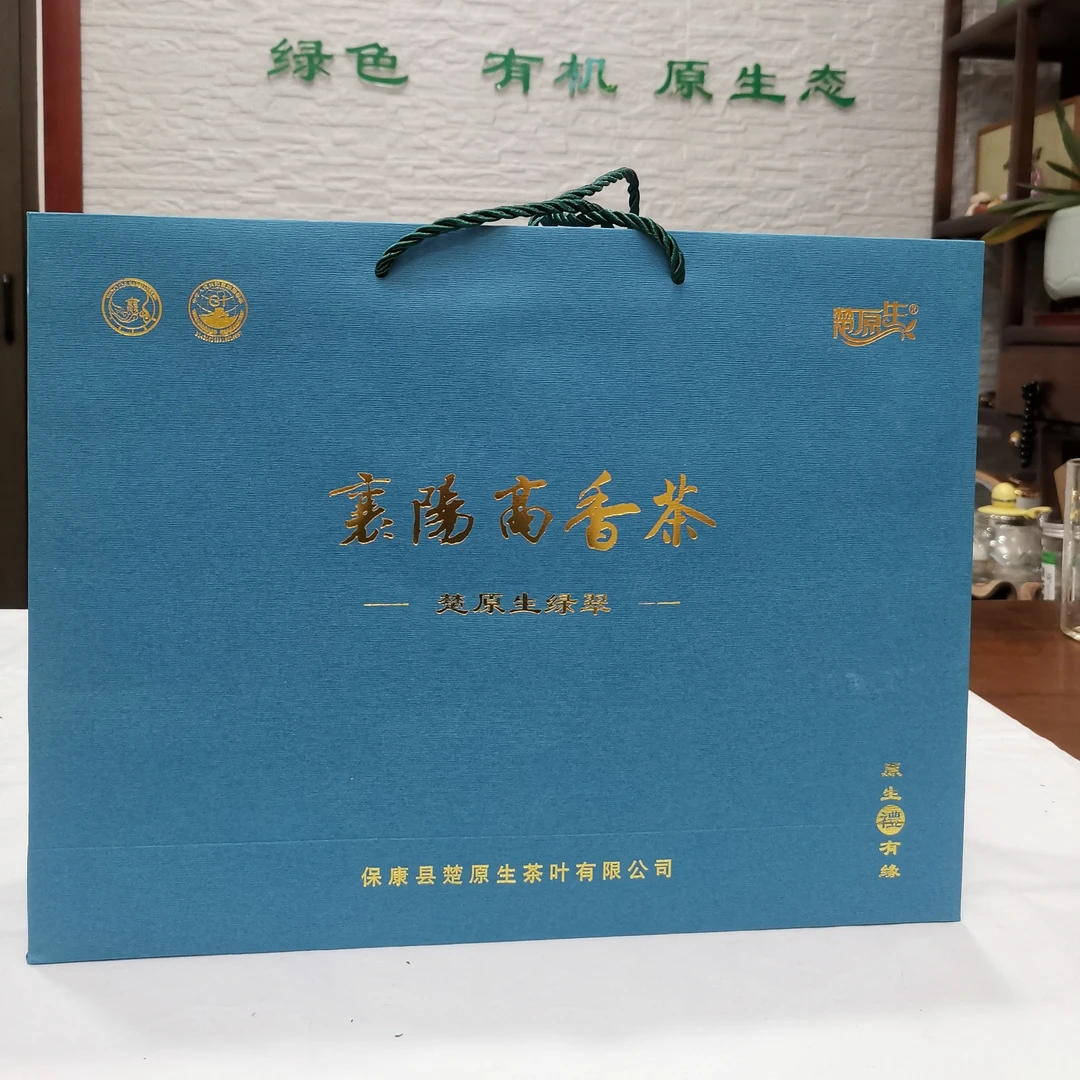 绿色 有机 原生态
楚原生®
襄陽高香茶
楚原生绿翠
原生禮有缘
保康县楚原生茶叶有限公司